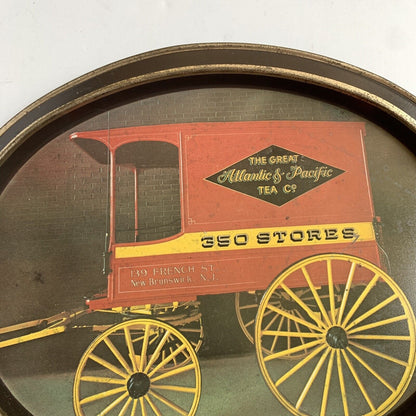 THE GREAT
Atlantic & Pacific
TEA Co
350 STORES
139 FRENCH ST.
New Brunswick, N.J.